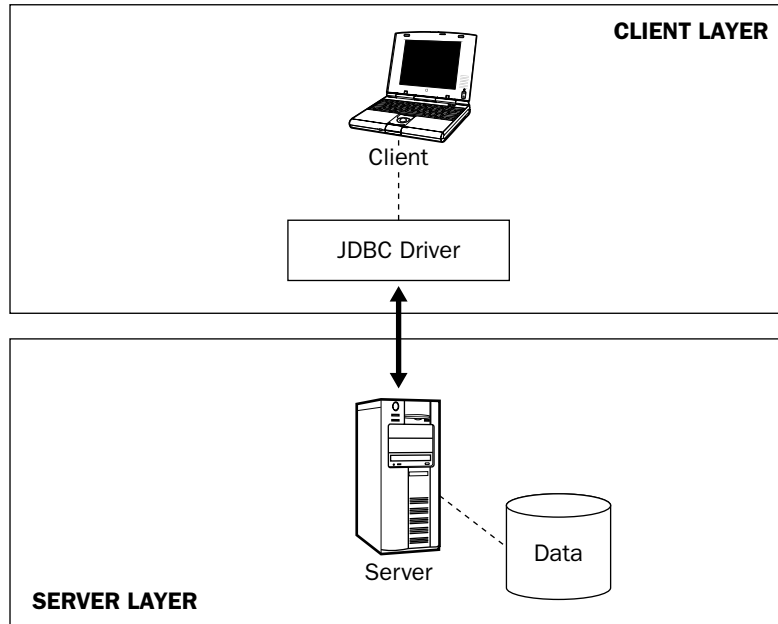 CLIENT LAYER
Client
JDBC Driver
Server
Data
SERVER LAYER